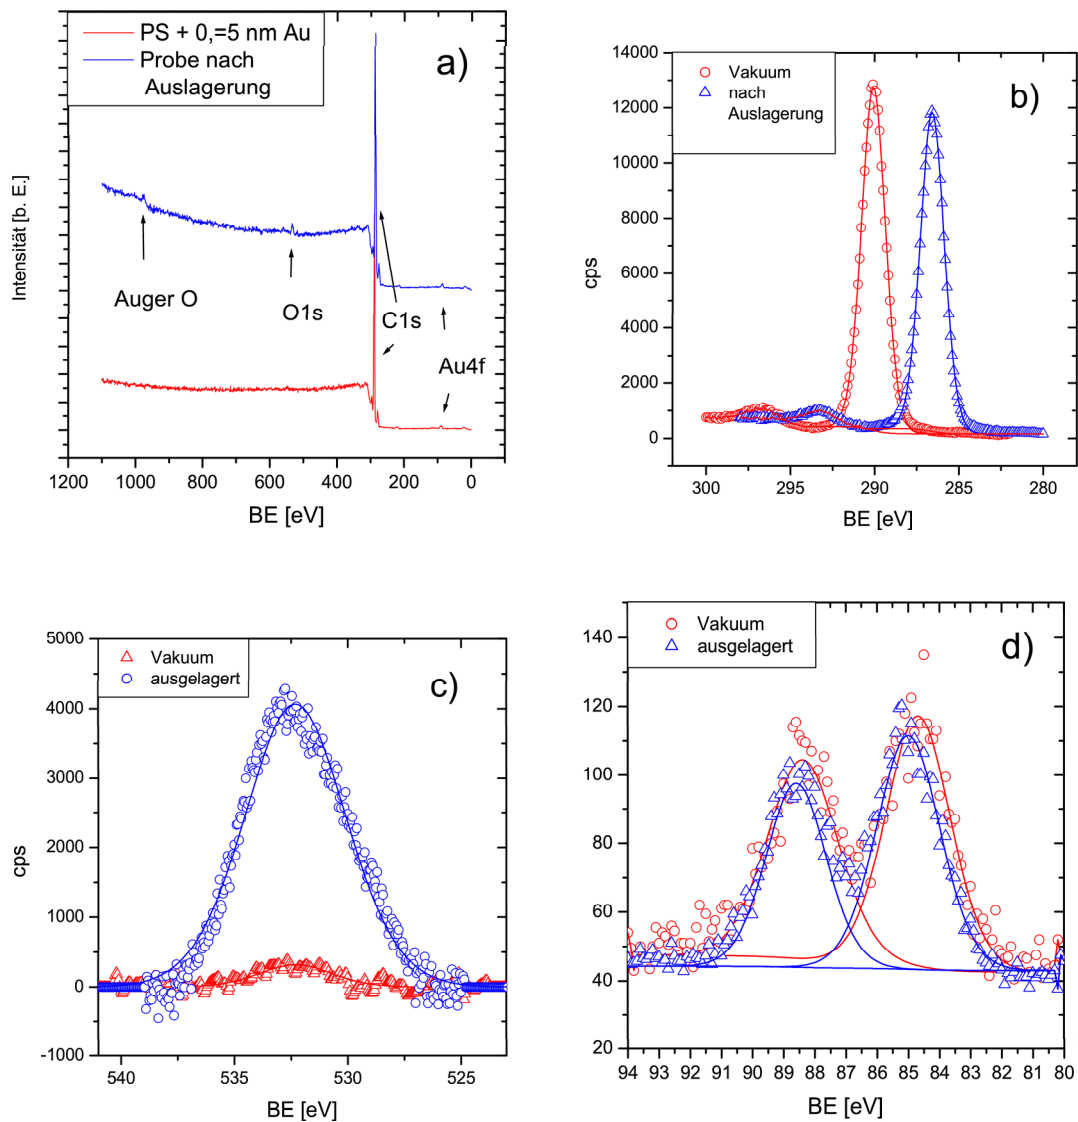 PS + 0,=5 nm Au
Probe nach
Auslagerung
a)
Intensität [b. E.]
Auger O
O1s
C1s
Au4f
1200 1000 800 600 400 200 0
BE [eV]
Vakuum
nach
Auslagerung
b)
14000
12000
10000
8000
6000
4000
2000
0
cps
300 295 290 285 280
BE [eV]
Vakuum
ausgelagert
c)
5000
4000
3000
2000
1000
0
-1000
cps
540 535 530 525
BE [eV]
Vakuum
ausgelagert
d)
140
120
100
80
60
40
20
94 93 92 91 90 89 88 87 86 85 84 83 82 81 80
BE [eV]